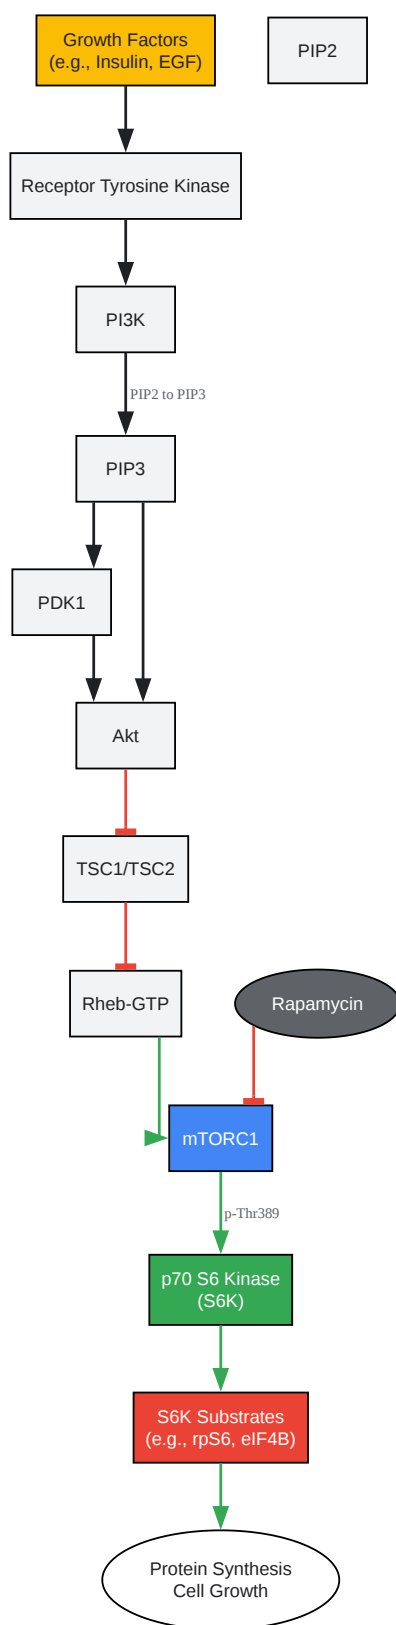 Growth Factors
(e.g., Insulin, EGF)
PIP2
Receptor Tyrosine Kinase
PI3K
PIP2 to PIP3
PIP3
PDK1
Akt
TSC1/TSC2
Rheb-GTP
Rapamycin
mTORC1
p-Thr389
p70 S6 Kinase
(S6K)
S6K Substrates
(e.g., rpS6, eIF4B)
Protein Synthesis
Cell Growth